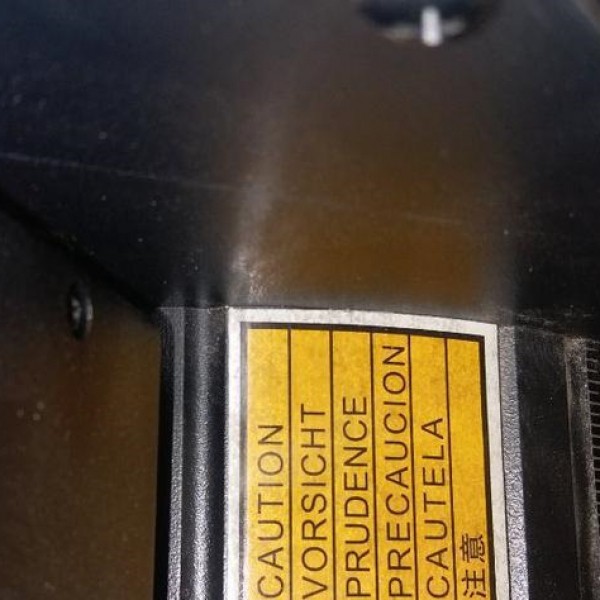 CAUTION
VORSICHT
PRUDENCE
PRECAUCION
CAUTELA
注意